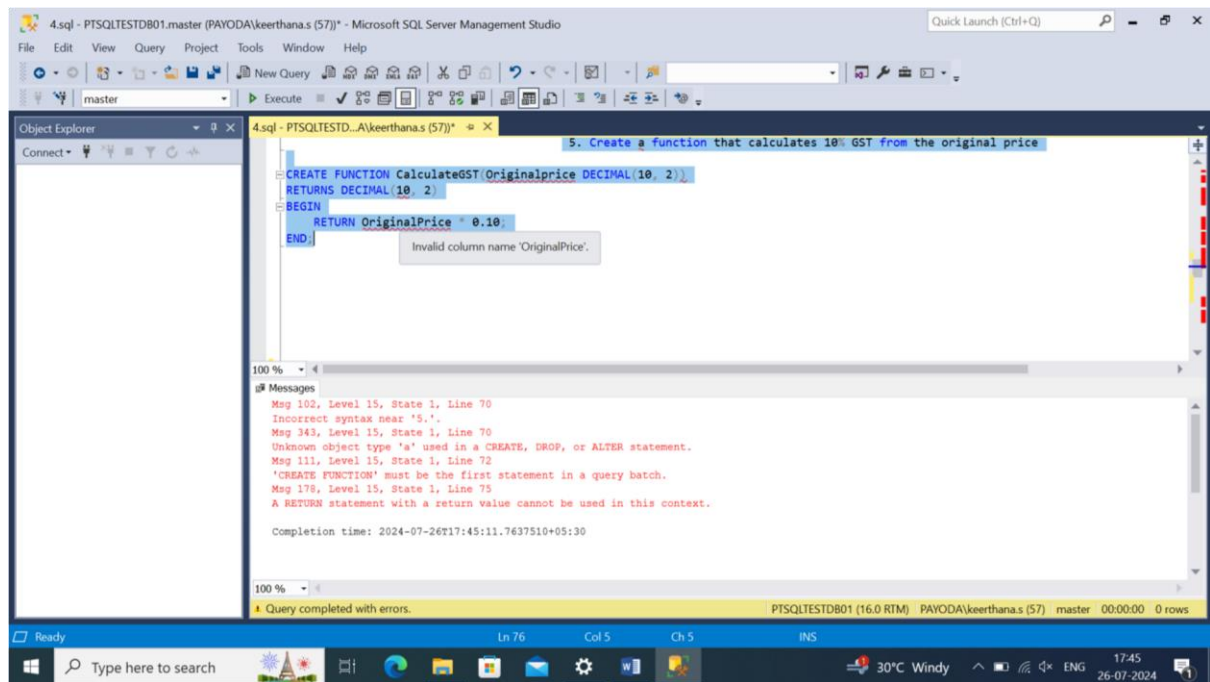 4.sql - PTSQLTESTDB01.master (PAYODA\keerthana.s (57))* - Microsoft SQL Server Management Studio
Quick Launch (Ctrl+Q)
File Edit View Query Project Tools Window Help
New Query
master
Execute
Object Explorer
4.sql - PTSQLTESTD...A\keerthana.s (57))*
Connect
5. Create a function that calculates 10% GST from the original price
CREATE FUNCTION CalculateGST(Originalprice DECIMAL(10, 2))
RETURNS DECIMAL(10, 2)
BEGIN
RETURN OriginalPrice * 0.10;
END;
Invalid column name 'OriginalPrice'.
100 %
Messages
Msg 102, Level 15, State 1, Line 70
Incorrect syntax near '5.'.
Msg 343, Level 15, State 1, Line 70
Unknown object type 'a' used in a CREATE, DROP, or ALTER statement.
Msg 111, Level 15, State 1, Line 72
'CREATE FUNCTION' must be the first statement in a query batch.
Msg 178, Level 15, State 1, Line 75
A RETURN statement with a return value cannot be used in this context.
Completion time: 2024-07-26T17:45:11.7637510+05:30
100 %
Query completed with errors.
PTSQLTESTDB01 (16.0 RTM) PAYODA\keerthana.s (57) master 00:00:00 0 rows
Ready
Ln 76 Col 5 Ch 5 INS
Type here to search
30°C Windy
ENG
17:45
26-07-2024